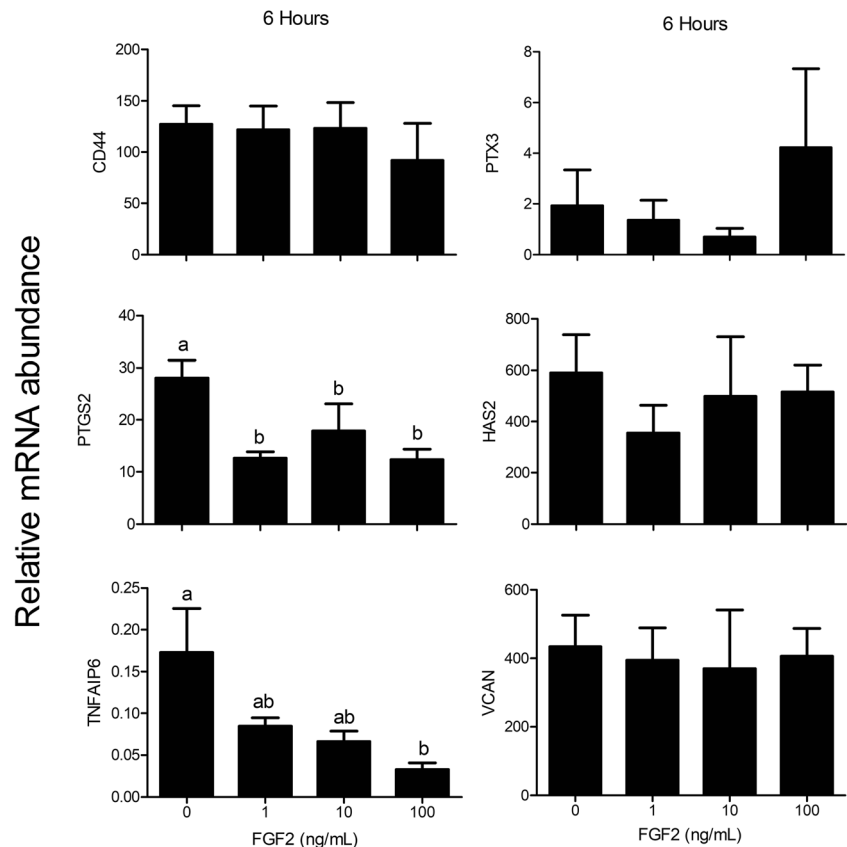 6 Hours
6 Hours
Relative mRNA abundance
CD44
200
150
100
50
0
PTX3
8
6
4
2
0
PTGS2
40
30
20
10
0
a
b
b
b
HAS2
800
600
400
200
0
TNFAIP6
0.25
0.20
0.15
0.10
0.05
0.00
a
ab
ab
b
0 1 10 100
FGF2 (ng/mL)
VCAN
600
400
200
0
0 1 10 100
FGF2 (ng/mL)